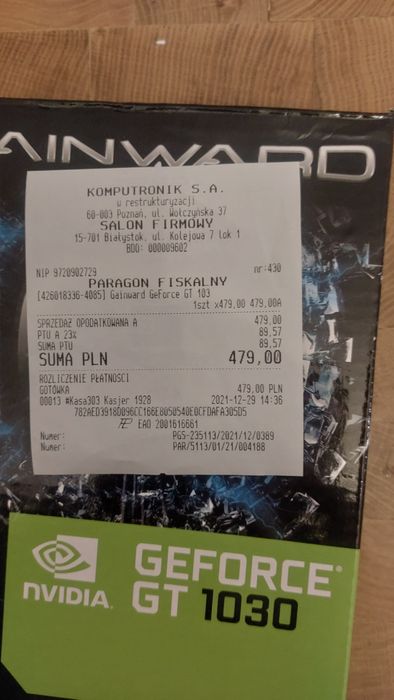 AINWARD
KOMPUTRONIK S.A.
w restrukturyzacji
60-003 Poznań, ul. Wołczyńska 37
SALON FIRMOWY
15-701 Białystok, ul. Kolejowa 7 lok 1
BDO: 000009602
NIP 9720902729 nr:430
PARAGON FISKALNY
[426018336-4085] Gainward GeForce GT 103
1szt x479,00 479,00A
SPRZEDAŻ OPODATKOWANA A 479,00
PTU A 23% 89,57
SUMA PTU 89,57
SUMA PLN 479,00
ROZLICZENIE PŁATNOŚCI
GOTÓWKA 479,00 PLN
00013 #Kasa303 Kasjer 1928 2021-12-29 14:36
782AED3918D096CC166E8050540E0CFDAFA305D5
EAO 2001616661
Numer: PGS-235113/2021/12/0389
Numer: PAR/5113/01/21/004188
NVIDIA.
GEFORCE®
GT 1030